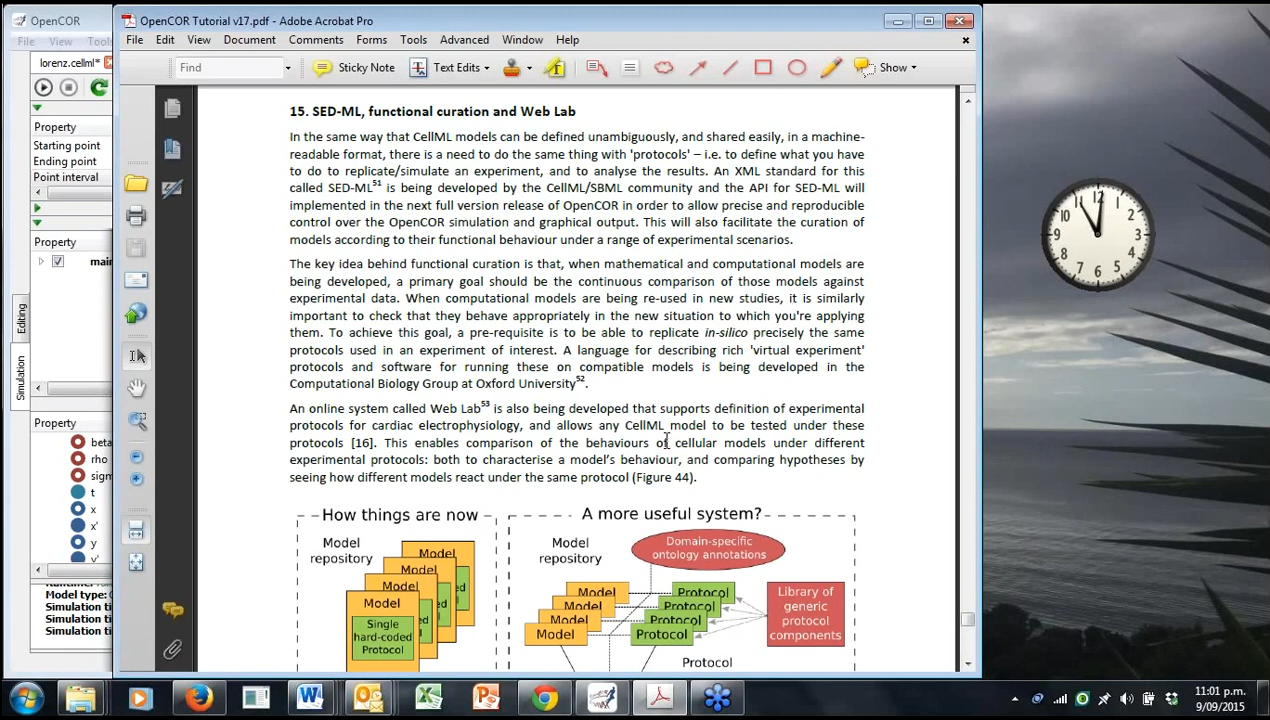 OpenCOR
OpenCOR Tutorial v17.pdf - Adobe Acrobat Pro
File View Tools
File Edit View Document Comments Forms Tools Advanced Window Help
lorenz.cellml*
Find
Sticky Note
Text Edits
Show
Property
Starting point
Ending point
Point interval
Property
main
Editing
Simulation
beta
rho
sigm
t
x
x'
y
y'
Model type: C
Simulation ti
Simulation ti
Simulation ti
15. SED-ML, functional curation and Web Lab
In the same way that CellML models can be defined unambiguously, and shared easily, in a machine-
readable format, there is a need to do the same thing with 'protocols' – i.e. to define what you have
to do to replicate/simulate an experiment, and to analyse the results. An XML standard for this
called SED-ML51 is being developed by the CellML/SBML community and the API for SED-ML will
implemented in the next full version release of OpenCOR in order to allow precise and reproducible
control over the OpenCOR simulation and graphical output. This will also facilitate the curation of
models according to their functional behaviour under a range of experimental scenarios.
The key idea behind functional curation is that, when mathematical and computational models are
being developed, a primary goal should be the continuous comparison of those models against
experimental data. When computational models are being re-used in new studies, it is similarly
important to check that they behave appropriately in the new situation to which you're applying
them. To achieve this goal, a pre-requisite is to be able to replicate in-silico precisely the same
protocols used in an experiment of interest. A language for describing rich 'virtual experiment'
protocols and software for running these on compatible models is being developed in the
Computational Biology Group at Oxford University52.
An online system called Web Lab53 is also being developed that supports definition of experimental
protocols for cardiac electrophysiology, and allows any CellML model to be tested under these
protocols [16]. This enables comparison of the behaviours of cellular models under different
experimental protocols: both to characterise a model's behaviour, and comparing hypotheses by
seeing how different models react under the same protocol (Figure 44).
How things are now
Model
repository
Model
Model
Model
Model
Single
hard-coded
Protocol
A more useful system?
Model
repository
Domain-specific
ontology annotations
Model
Model
Model
Model
Protocol
Protocol
Protocol
Protocol
Library of
generic
protocol
components
Protocol
12
1
2
3
4
5
6
7
8
9
10
11
11:01 p.m.
9/09/2015